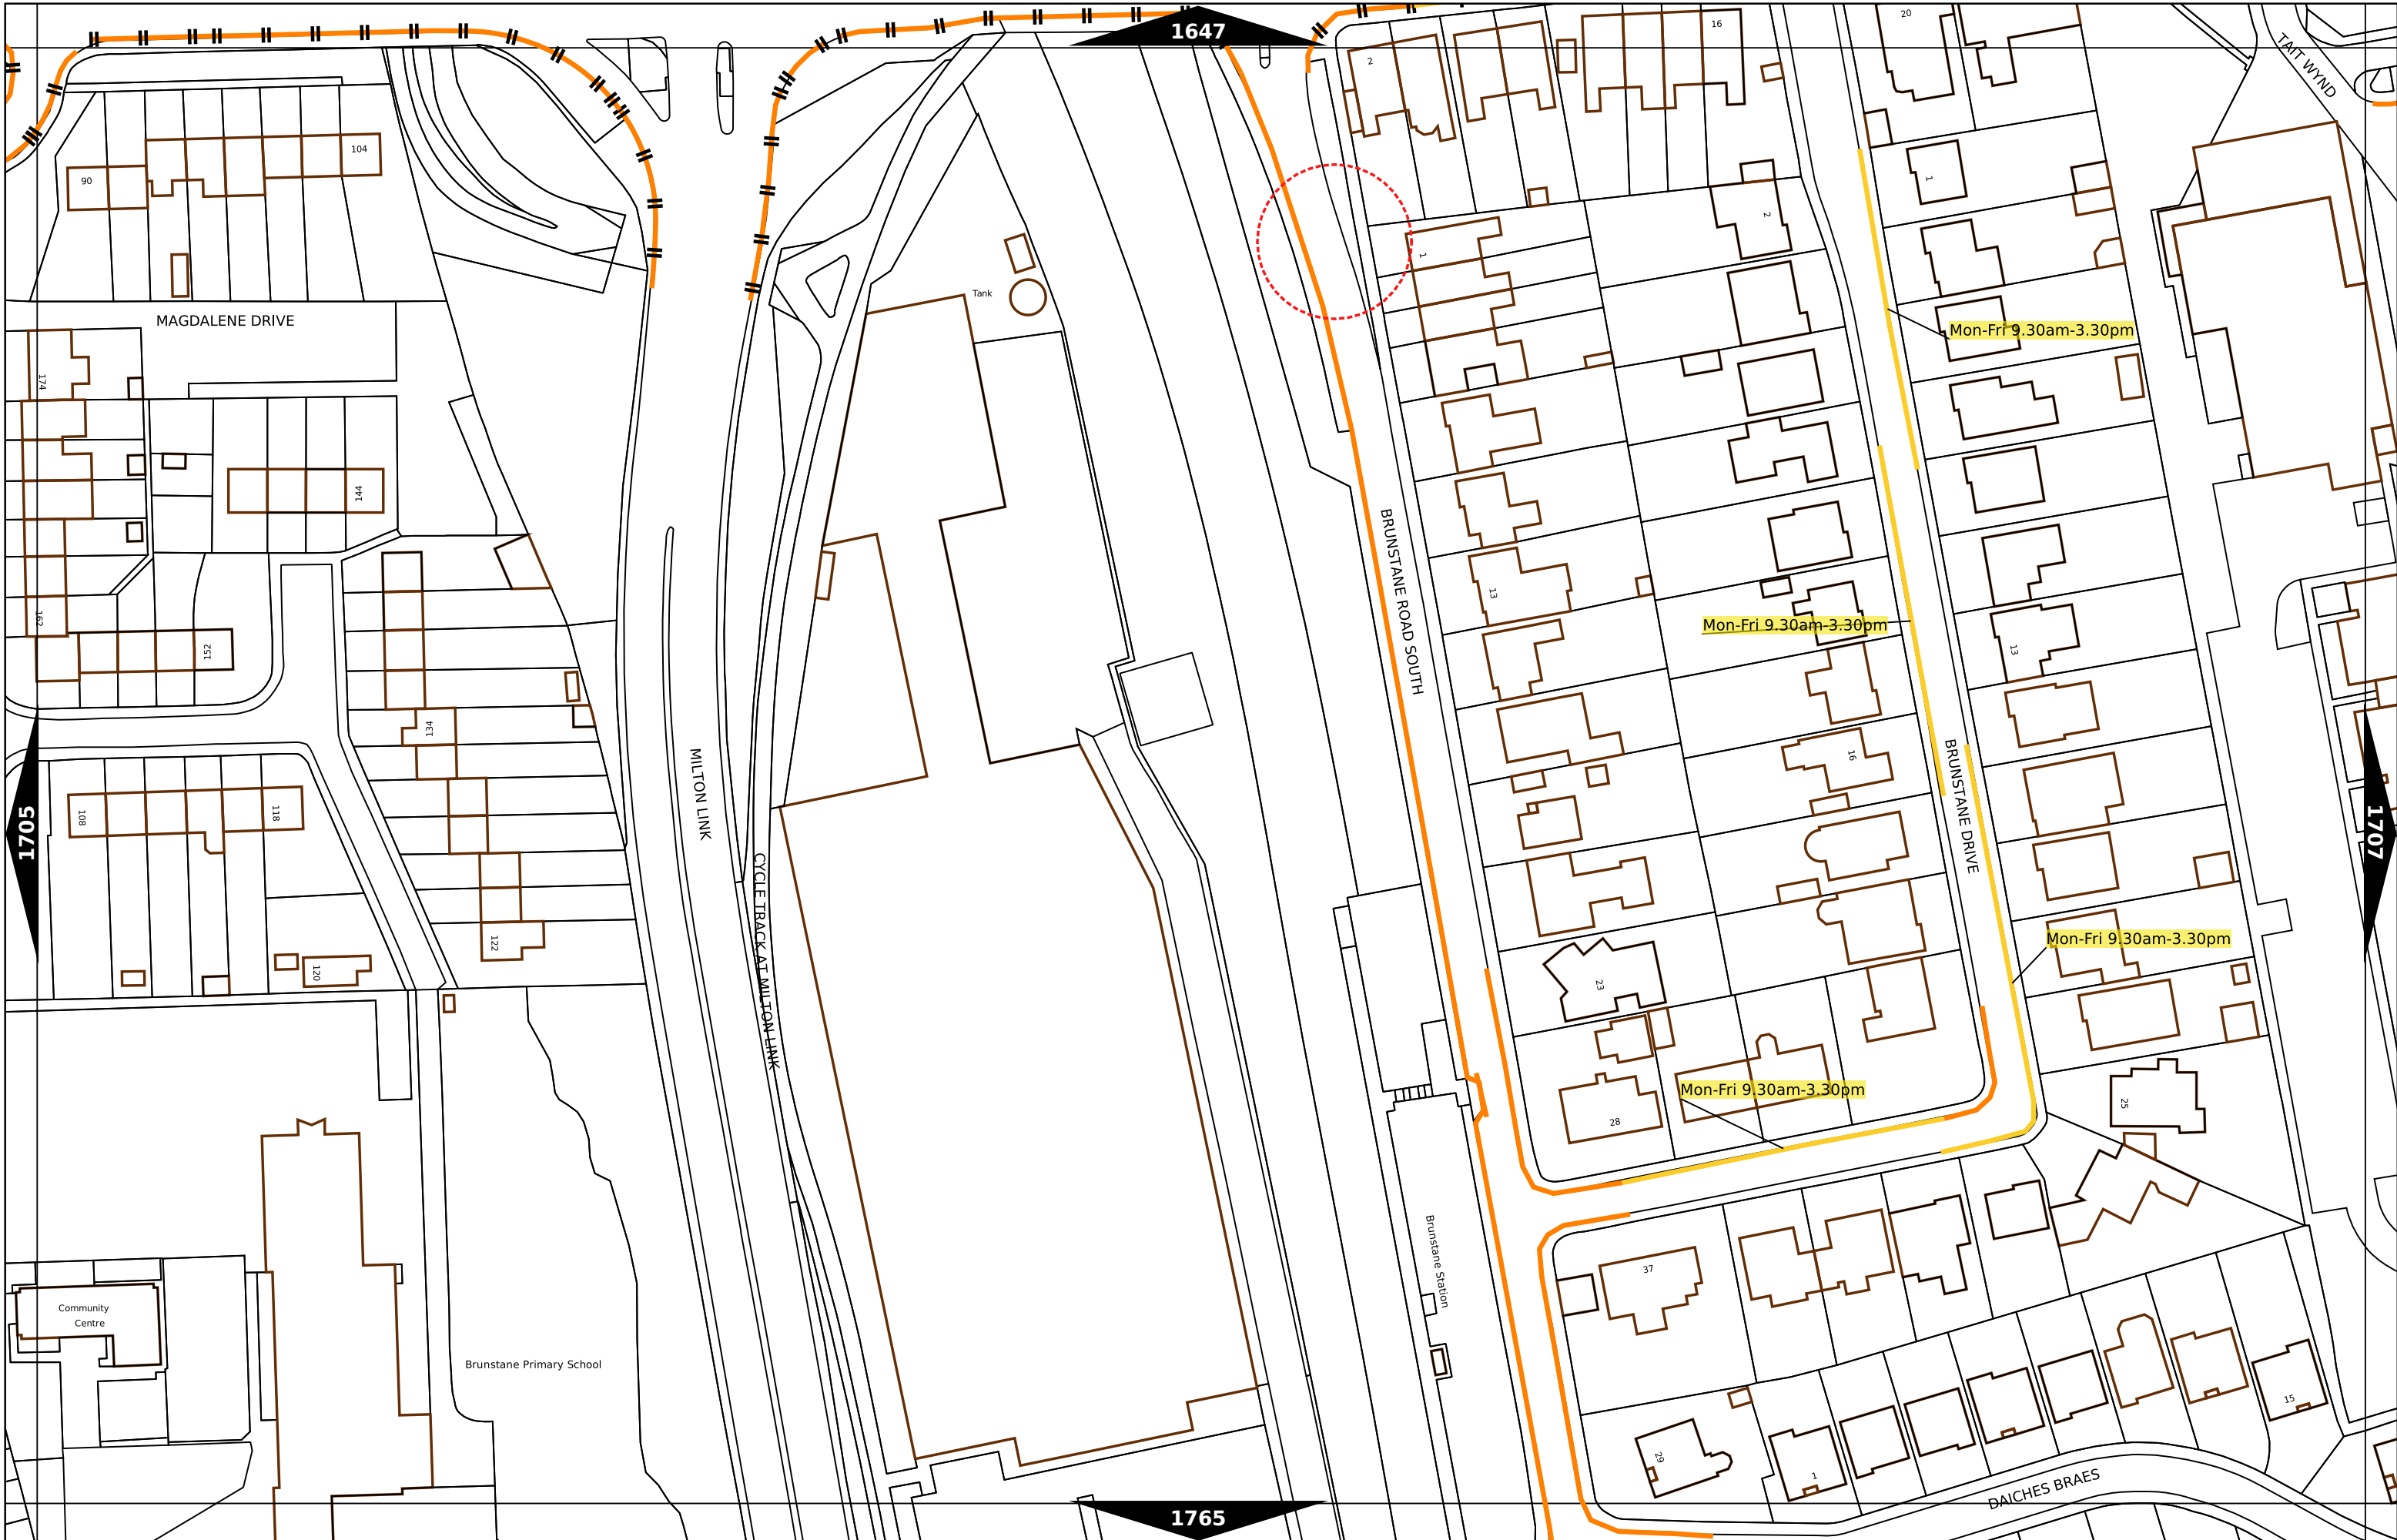 1647
20
16
TAIT WYND
2
104
90
1
2
1
Tank
MAGDALENE DRIVE
Mon-Fri 9.30am-3.30pm
174
144
BRUNSTANE ROAD SOUTH
13
162
Mon-Fri 9.30am-3.30pm
152
13
134
MILTON LINK
16
BRUNSTANE DRIVE
1705
108
118
1707
CYCLE TRACK AT MILTON LINK
122
Mon-Fri 9.30am-3.30pm
120
23
Mon-Fri 9.30am-3.30pm
25
28
Brunstane Station
37
Community
Centre
Brunstane Primary School
15
29
1
DAICHES BRAES
1765